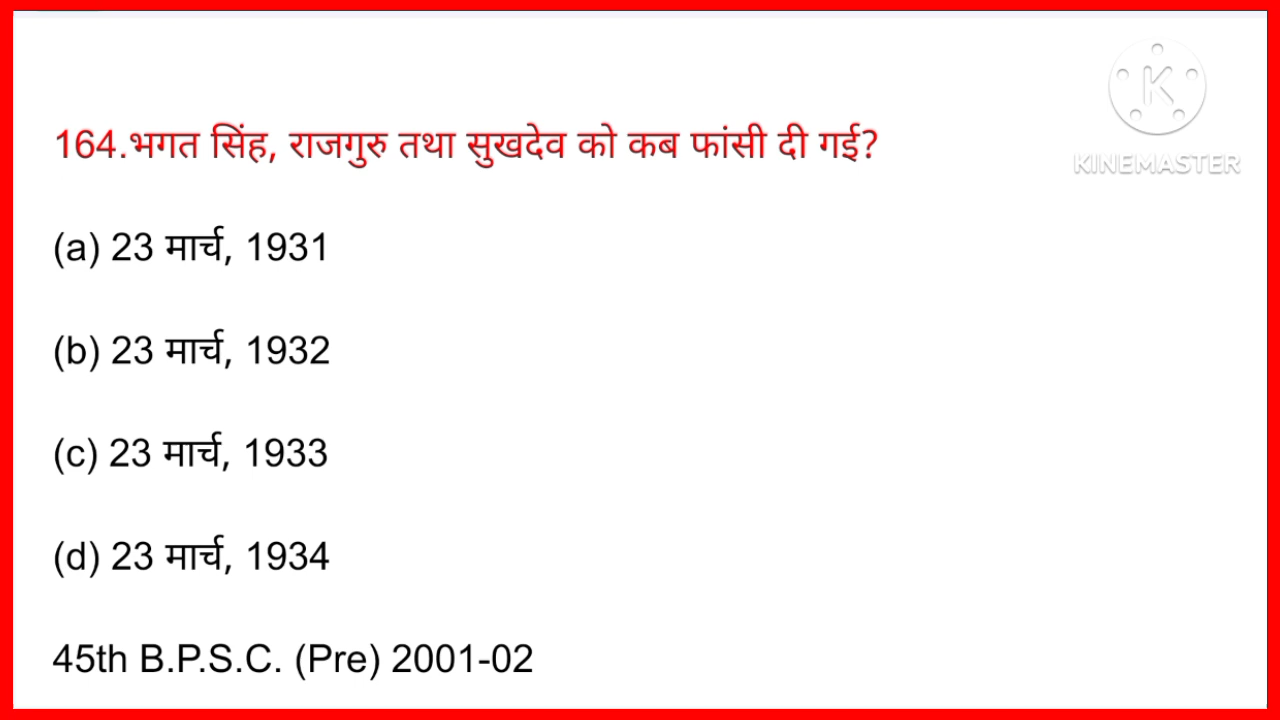 164.भगत सिंह, राजगुरु तथा सुखदेव को कब फांसी दी गई?
(a) 23 मार्च, 1931
(b) 23 मार्च, 1932
(c) 23 मार्च, 1933
(d) 23 मार्च, 1934
45th B.P.S.C. (Pre) 2001-02
K
KINEMASTER